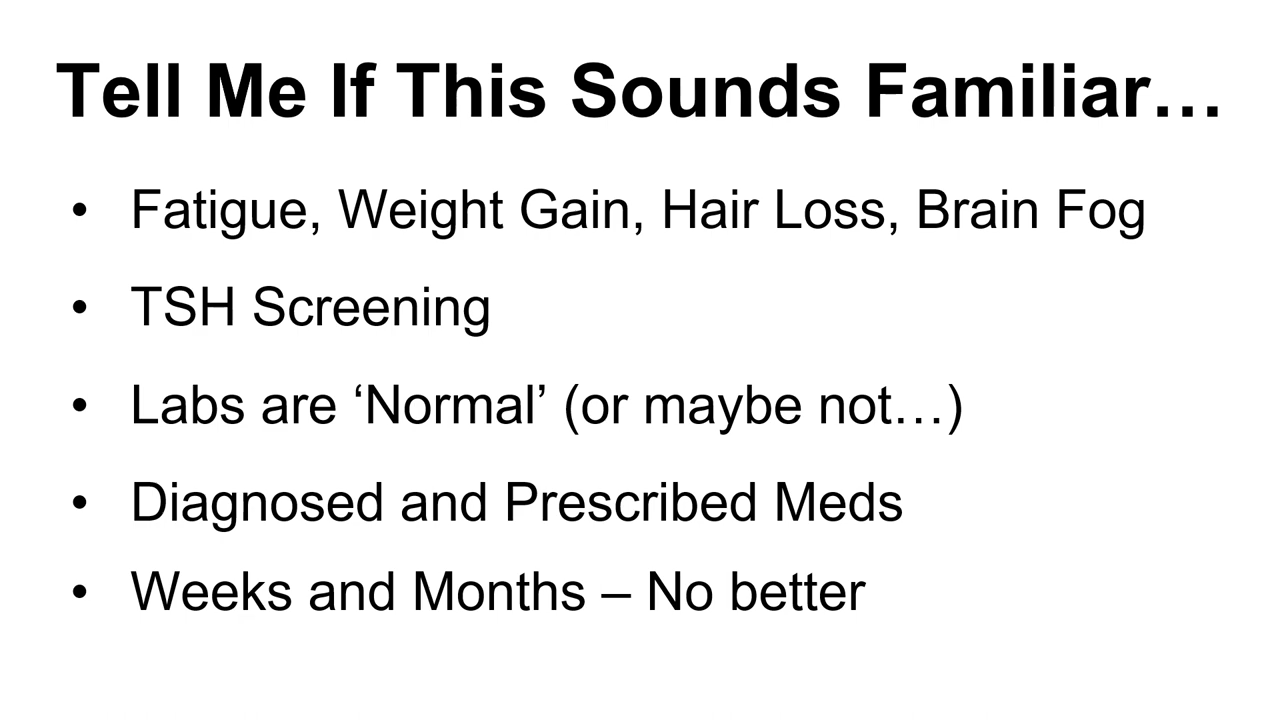 Tell Me If This Sounds Familiar…
• Fatigue, Weight Gain, Hair Loss, Brain Fog
• TSH Screening
• Labs are ‘Normal’ (or maybe not…)
• Diagnosed and Prescribed Meds
• Weeks and Months – No better